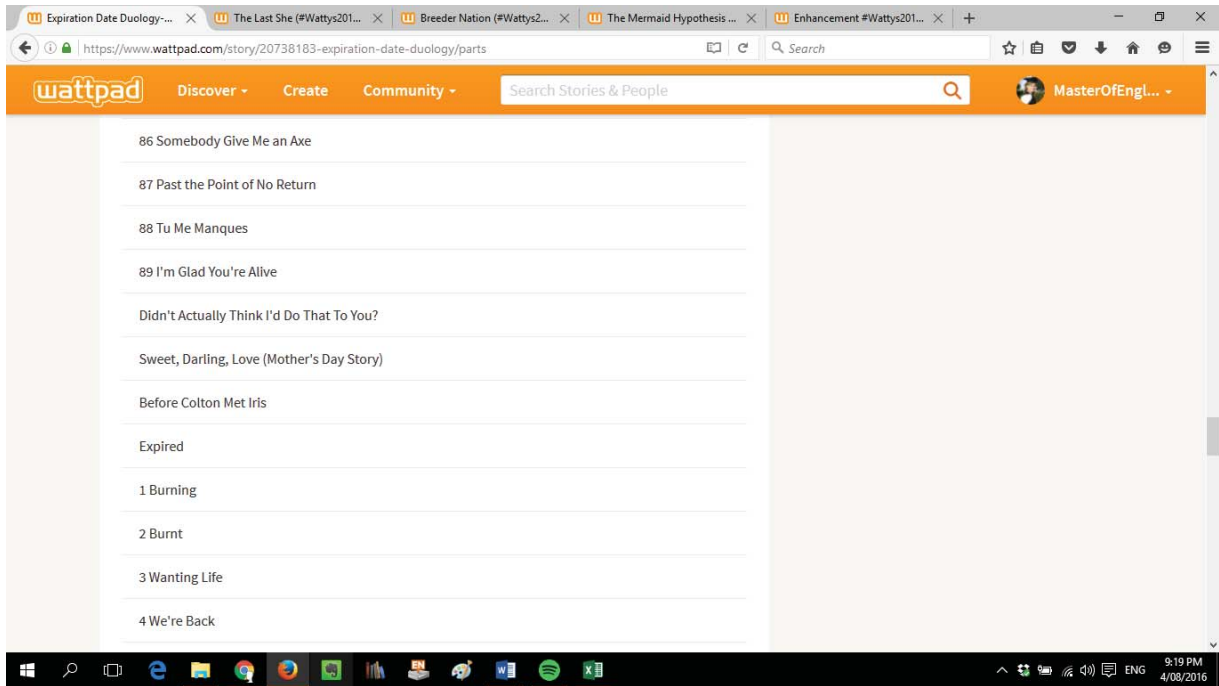 Expiration Date Duology-...
The Last She (#Wattys201...
Breeder Nation (#Wattys2...
The Mermaid Hypothesis ...
Enhancement #Wattys201...
https://www.wattpad.com/story/20738183-expiration-date-duology/parts
Search
wattpad
Discover
Create
Community
Search Stories & People
MasterOfEngl...
86 Somebody Give Me an Axe
87 Past the Point of No Return
88 Tu Me Manques
89 I'm Glad You're Alive
Didn't Actually Think I'd Do That To You?
Sweet, Darling, Love (Mother's Day Story)
Before Colton Met Iris
Expired
1 Burning
2 Burnt
3 Wanting Life
4 We're Back
EN
ENG
9:19 PM
4/08/2016